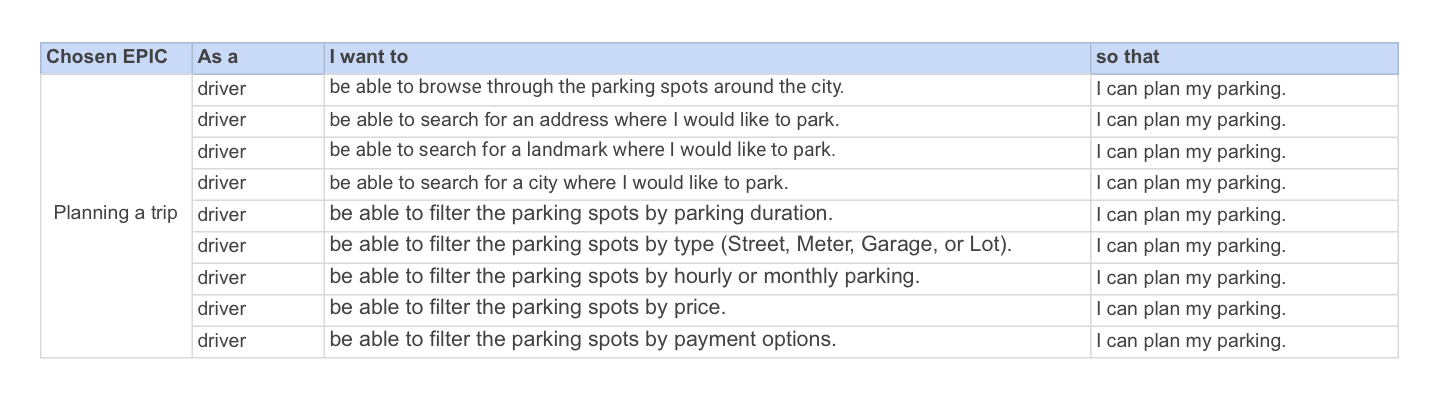 Chosen EPIC As a I want to so that
driver be able to browse through the parking spots around the city. I can plan my parking.
driver be able to search for an address where I would like to park. I can plan my parking.
driver be able to search for a landmark where I would like to park. I can plan my parking.
driver be able to search for a city where I would like to park. I can plan my parking.
Planning a trip driver be able to filter the parking spots by parking duration. I can plan my parking.
driver be able to filter the parking spots by type (Street, Meter, Garage, or Lot). I can plan my parking.
driver be able to filter the parking spots by hourly or monthly parking. I can plan my parking.
driver be able to filter the parking spots by price. I can plan my parking.
driver be able to filter the parking spots by payment options. I can plan my parking.